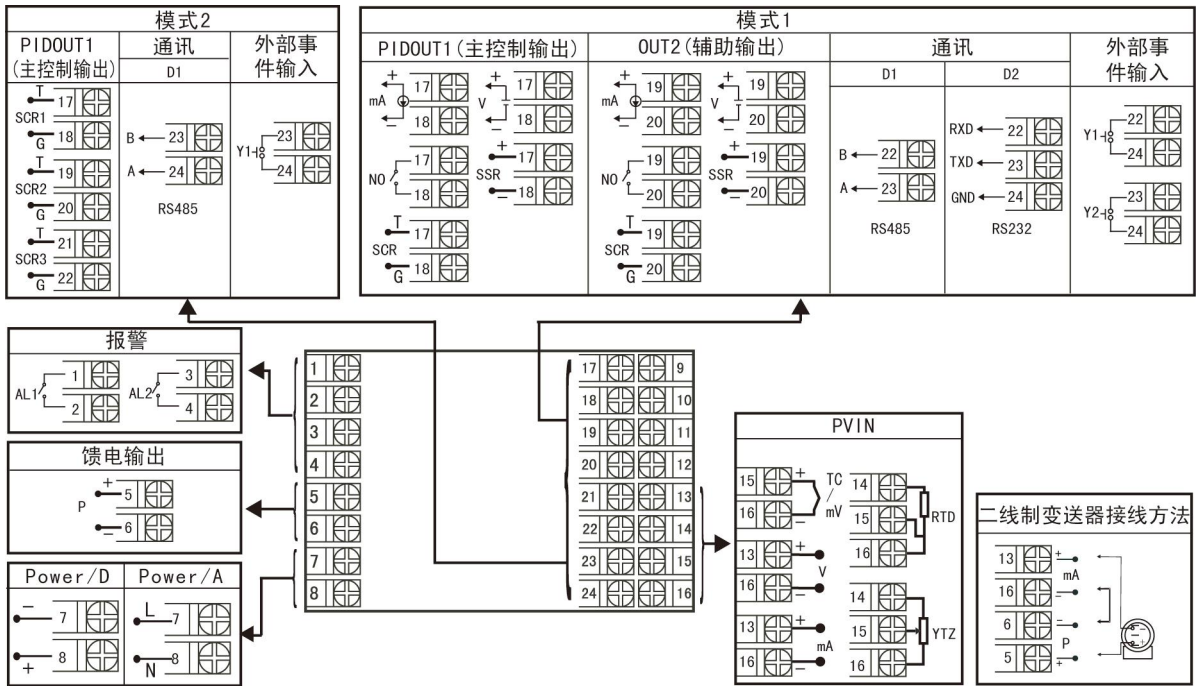 模式2
PIDOUT1
(主控制输出)
通讯
D1
外部事
件输入
T
17
SCR1
18
G
T
19
SCR2
20
G
T
21
SCR3
22
G
B 23
A 24
RS485
Y1
23
24
模式1
PIDOUT1(主控制输出)
OUT2(辅助输出)
通讯
D1
D2
外部事
件输入
+
mA
−
17
18
+
V
−
17
18
NO
17
18
+
SSR
−
17
18
T
SCR
G
17
18
+
mA
−
19
20
+
V
−
19
20
NO
19
20
+
SSR
−
19
20
T
SCR
G
19
20
B 22
A 23
RS485
RXD 22
TXD 23
GND 24
RS232
Y1
22
24
Y2
23
24
报警
AL1
1
2
AL2
3
4
馈电输出
P
+
5
−
6
Power/D
Power/A
−
7
+
8
L
7
N
8
1
2
3
4
5
6
7
8
17 9
18 10
19 11
20 12
21 13
22 14
23 15
24 16
PVIN
15 +
16 −
TC
/
mV
13 +
16 −
V
13 +
16 −
mA
14
15
16
RTD
14
15
16
YTZ
二线制变送器接线方法
13 +
mA
16 −
6 −
P
5 +
−
+